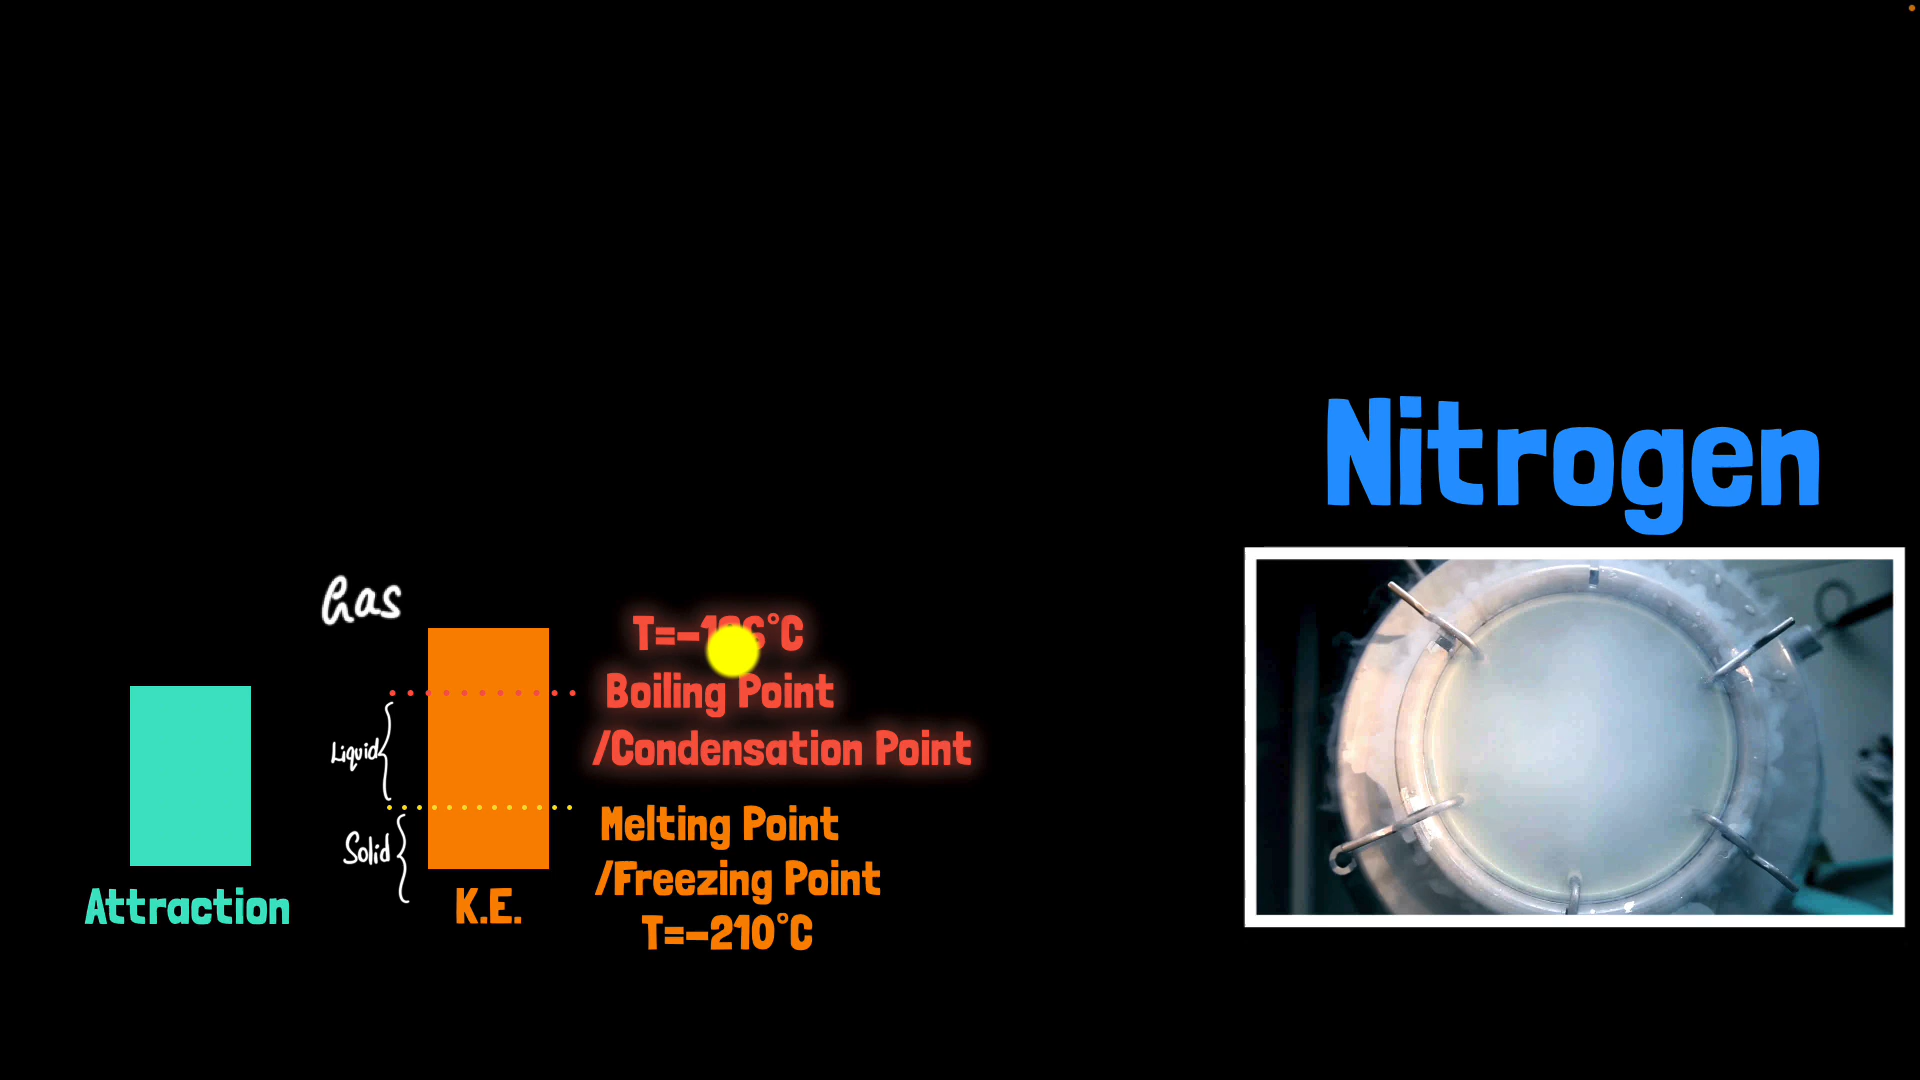 Nitrogen
Gas
Boiling Point
/Condensation Point
Liquid
Solid
Melting Point
/Freezing Point
T=-210°C
Attraction
K.E.